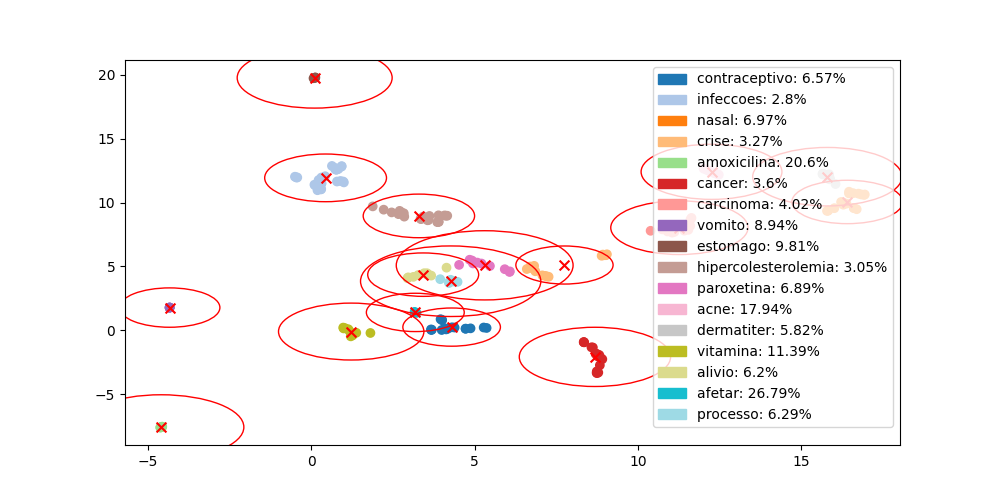 20
15
10
5
0
−5
−5
0
5
10
15
contraceptivo: 6.57%
infeccoes: 2.8%
nasal: 6.97%
crise: 3.27%
amoxicilina: 20.6%
cancer: 3.6%
carcinoma: 4.02%
vomito: 8.94%
estomago: 9.81%
hipercolesterolemia: 3.05%
paroxetina: 6.89%
acne: 17.94%
dermatiter: 5.82%
vitamina: 11.39%
alivio: 6.2%
afetar: 26.79%
processo: 6.29%